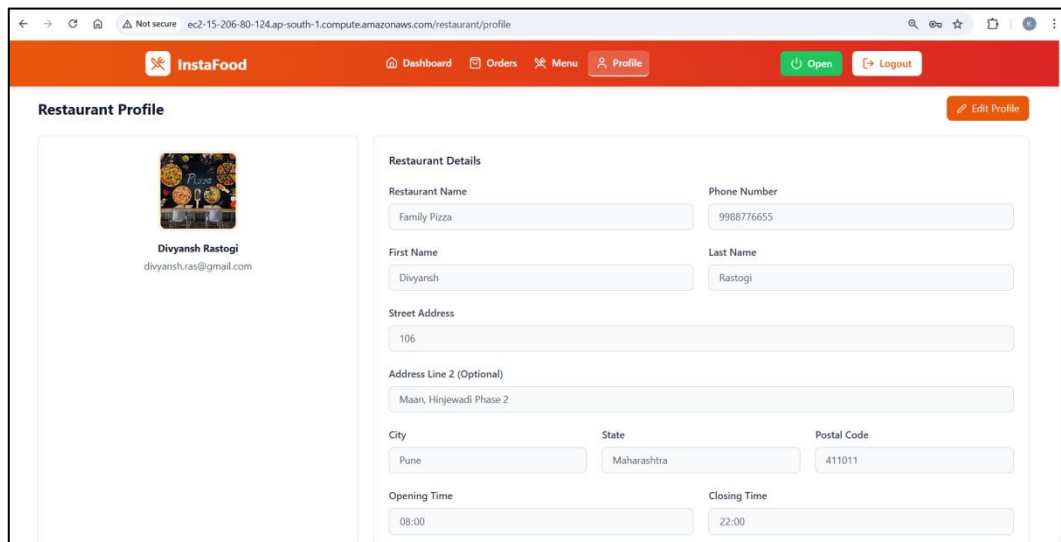 Not secure ec2-15-206-80-124.ap-south-1.compute.amazonaws.com/restaurant/profile K
InstaFood Dashboard Orders Menu Profile Open Logout
Restaurant Profile Edit Profile
Pizza
Divyansh Rastogi
divyansh.ras@gmail.com
Restaurant Details
Restaurant Name Phone Number
Family Pizza 9988776655
First Name Last Name
Divyansh Rastogi
Street Address
106
Address Line 2 (Optional)
Maan, Hinjewadi Phase 2
City State Postal Code
Pune Maharashtra 411011
Opening Time Closing Time
08:00 22:00